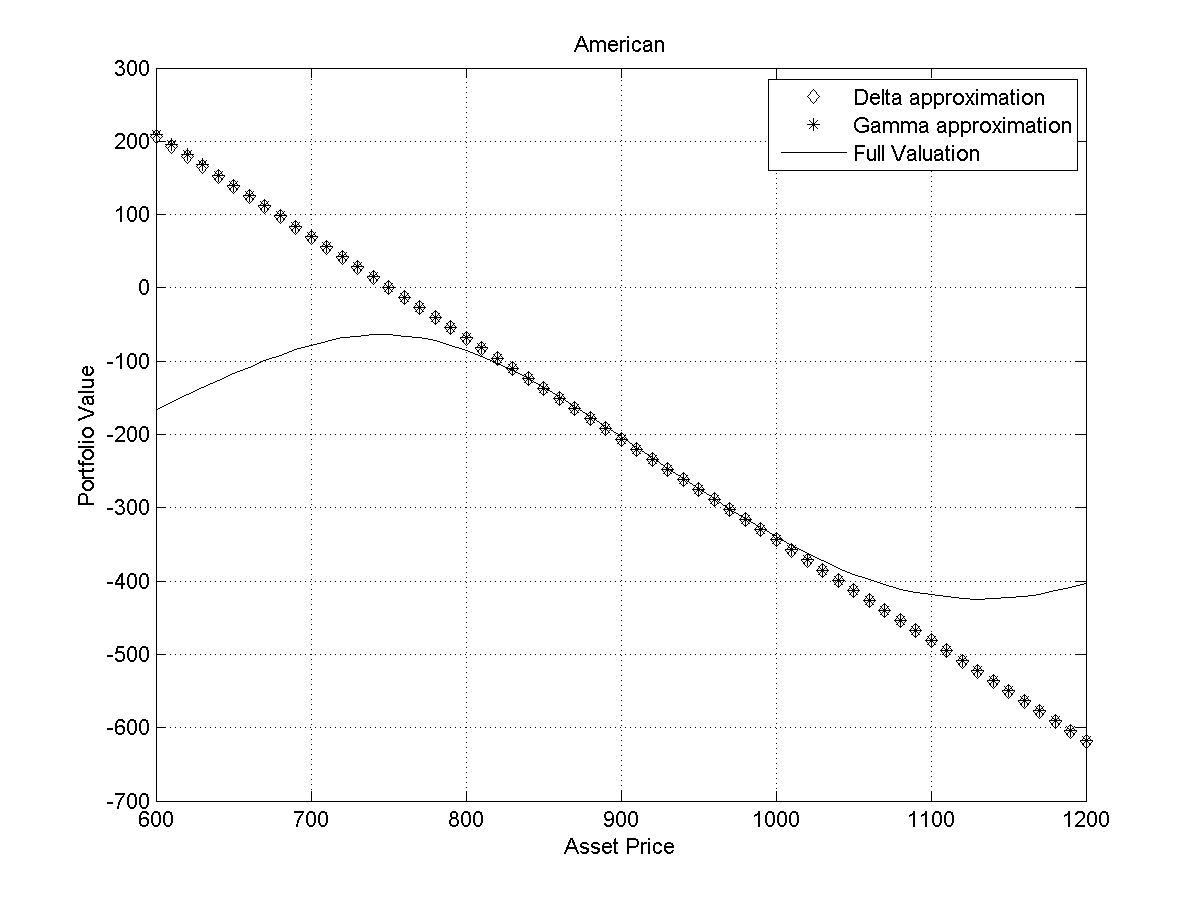 American
300
200
100
0
-100
-200
-300
-400
-500
-600
-700
Portfolio Value
Delta approximation
Gamma approximation
Full Valuation
600 700 800 900 1000 1100 1200
Asset Price